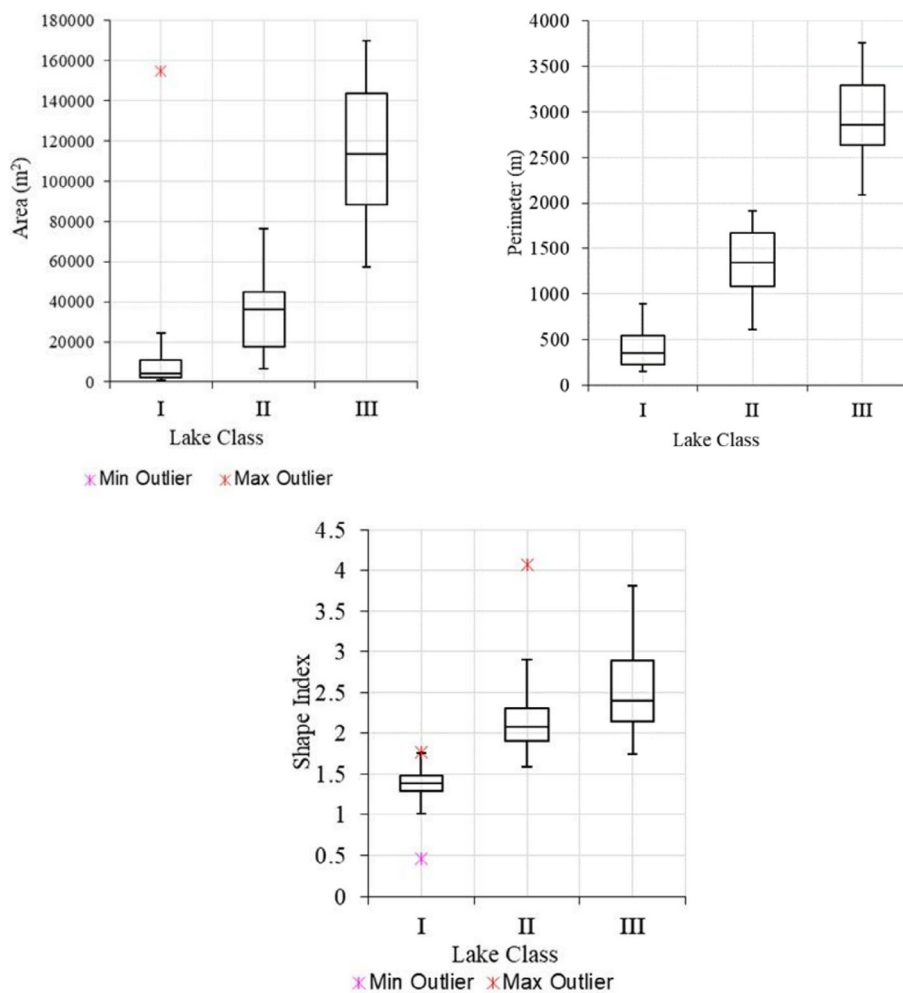 180000
160000
140000
120000
100000
80000
60000
40000
20000
0
Area (m²)
I II III
Lake Class
Min Outlier Max Outlier
4000
3500
3000
2500
2000
1500
1000
500
0
Perimeter (m)
I II III
Lake Class
4.5
4
3.5
3
2.5
2
1.5
1
0.5
0
Shape Index
I II III
Lake Class
Min Outlier Max Outlier